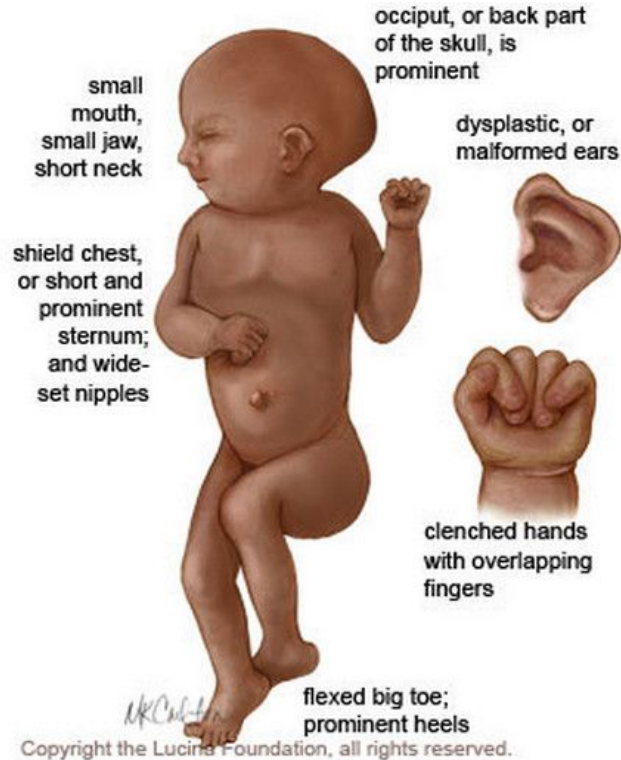 occiput, or back part
of the skull, is
prominent
small
mouth,
small jaw,
short neck
dysplastic, or
malformed ears
shield chest,
or short and
prominent
sternum;
and wide-
set nipples
clenched hands
with overlapping
fingers
flexed big toe;
prominent heels
Copyright the Lucina Foundation, all rights reserved.